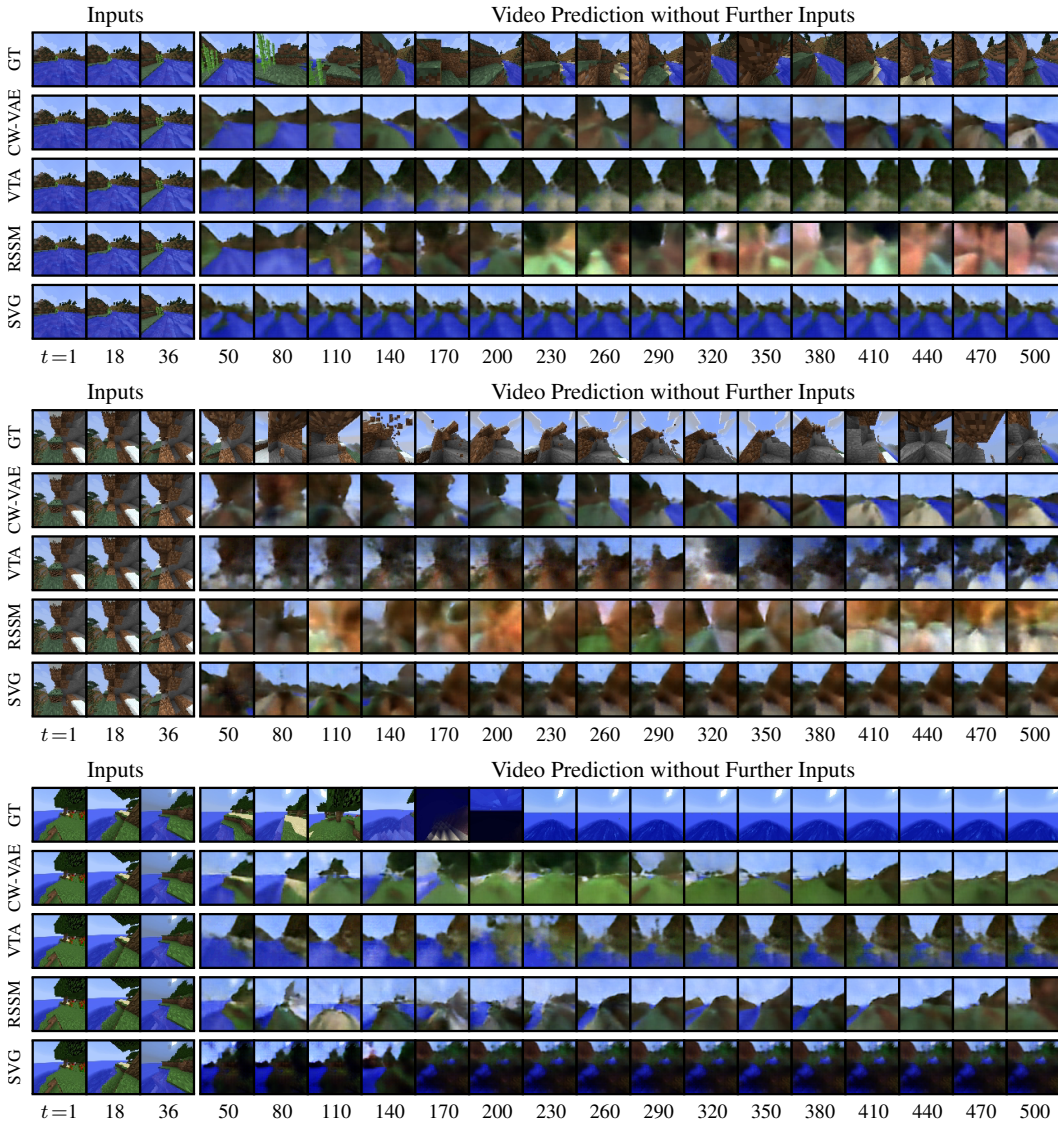 Inputs Video Prediction without Further Inputs
GT
CW-VAE
VTA
RSSM
SVG
t=1 18 36 50 80 110 140 170 200 230 260 290 320 350 380 410 440 470 500
Inputs Video Prediction without Further Inputs
GT
CW-VAE
VTA
RSSM
SVG
t=1 18 36 50 80 110 140 170 200 230 260 290 320 350 380 410 440 470 500
Inputs Video Prediction without Further Inputs
GT
CW-VAE
VTA
RSSM
SVG
t=1 18 36 50 80 110 140 170 200 230 260 290 320 350 380 410 440 470 500